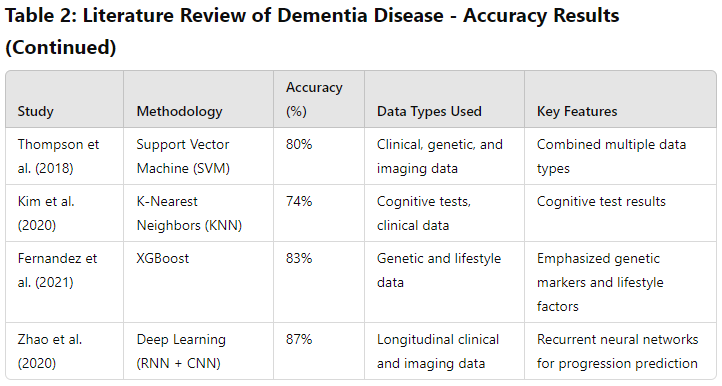 Table 2: Literature Review of Dementia Disease - Accuracy Results
(Continued)
Accuracy
Study Methodology (%) Data Types Used Key Features
Thompson et Support Vector 80% Clinical, genetic, and Combined multiple data
al. (2018) Machine (SVM) imaging data types
Kim et al. K-Nearest 74% Cognitive tests, Cognitive test results
(2020) Neighbors (KNN) clinical data
Fernandez et XGBoost 83% Genetic and lifestyle Emphasized genetic
al. (2021) data markers and lifestyle
factors
Zhao et al. Deep Learning 87% Longitudinal clinical Recurrent neural networks
(2020) (RNN + CNN) and imaging data for progression prediction